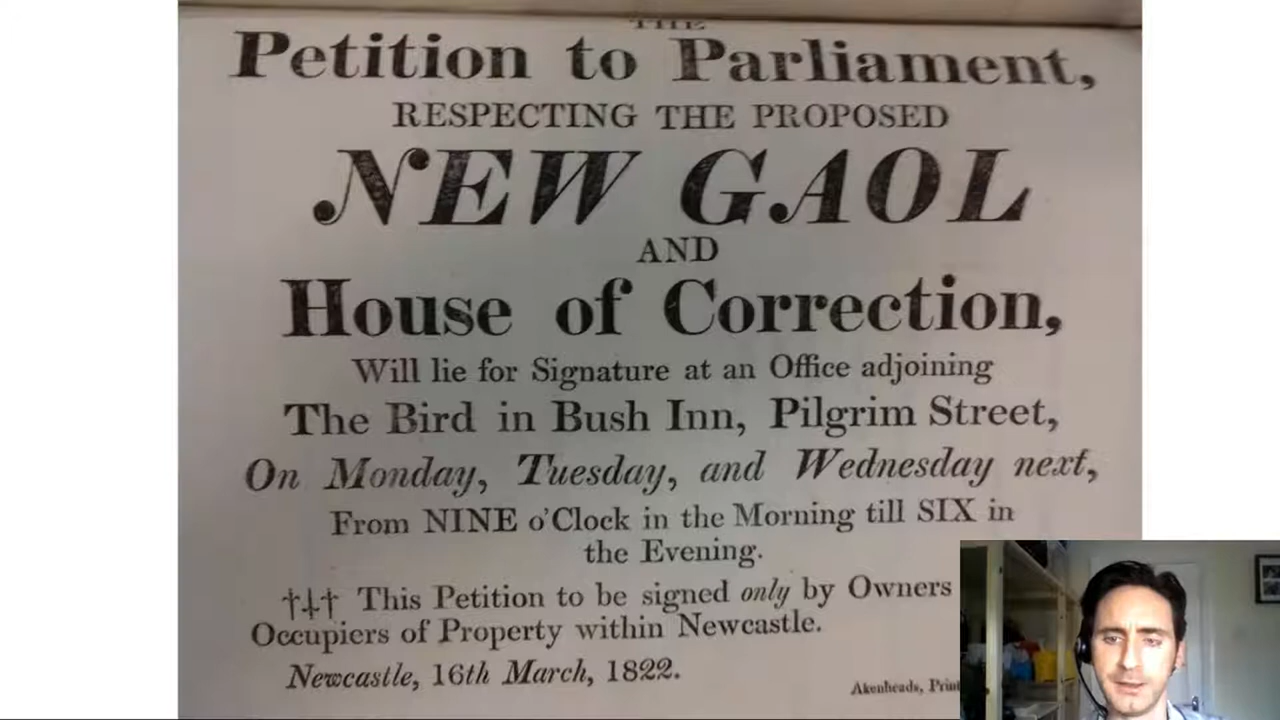 THE
Petition to Parliament,
RESPECTING THE PROPOSED
NEW GAOL
AND
House of Correction,
Will lie for Signature at an Office adjoining
The Bird in Bush Inn, Pilgrim Street,
On Monday, Tuesday, and Wednesday next,
From NINE o'Clock in the Morning till SIX in
the Evening.
†‡† This Petition to be signed only by Owners
Occupiers of Property within Newcastle.
Newcastle, 16th March, 1822.
Akenheads,